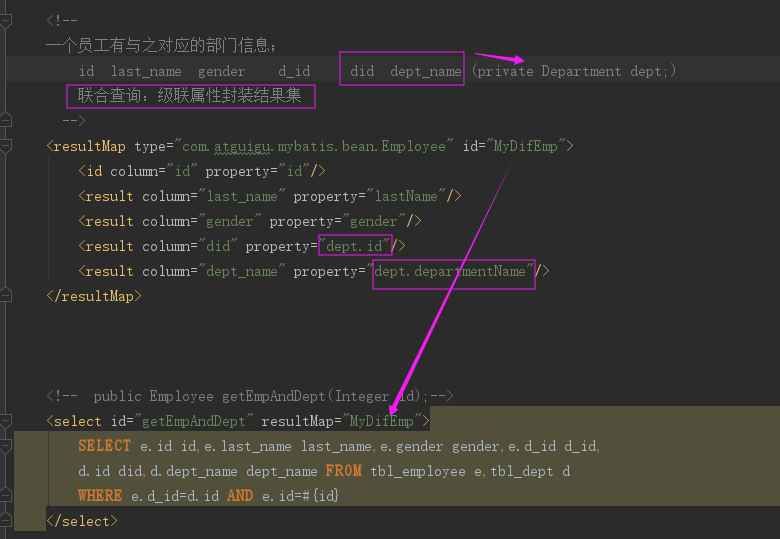 <!--
一个员工有与之对应的部门信息；
id last_name gender d_id did dept_name (private Department dept;)
联合查询：级联属性封装结果集
-->
<resultMap type="com.atguigu.mybatis.bean.Employee" id="MyDifEmp">
<id column="id" property="id"/>
<result column="last_name" property="lastName"/>
<result column="gender" property="gender"/>
<result column="did" property="dept.id"/>
<result column="dept_name" property="dept.departmentName"/>
</resultMap>
<!-- public Employee getEmpAndDept(Integer id);-->
<select id="getEmpAndDept" resultMap="MyDifEmp">
SELECT e.id id,e.last_name last_name,e.gender gender,e.d_id d_id,
d.id did,d.dept_name dept_name FROM tbl_employee e,tbl_dept d
WHERE e.d_id=d.id AND e.id=#{id}
</select>